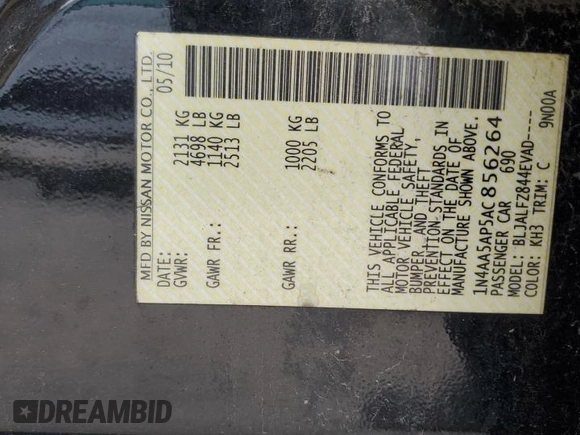 MFD BY NISSAN MOTOR CO., LTD.
DATE: 05/10
GVWR: 2131 KG
4698 LB
GAWR FR.: 1140 KG
2513 LB
GAWR RR.: 1000 KG
2205 LB
THIS VEHICLE CONFORMS TO
ALL APPLICABLE FEDERAL
MOTOR VEHICLE SAFETY,
BUMPER, AND THEFT
PREVENTION STANDARDS IN
EFFECT ON THE DATE OF
MANUFACTURE SHOWN ABOVE.
1N4AA5AP5AC856264
PASSENGER CAR 690
MODEL: BLJALFZ844EVAD----
COLOR: KH3 TRIM: C 9N00A
DREAMBID